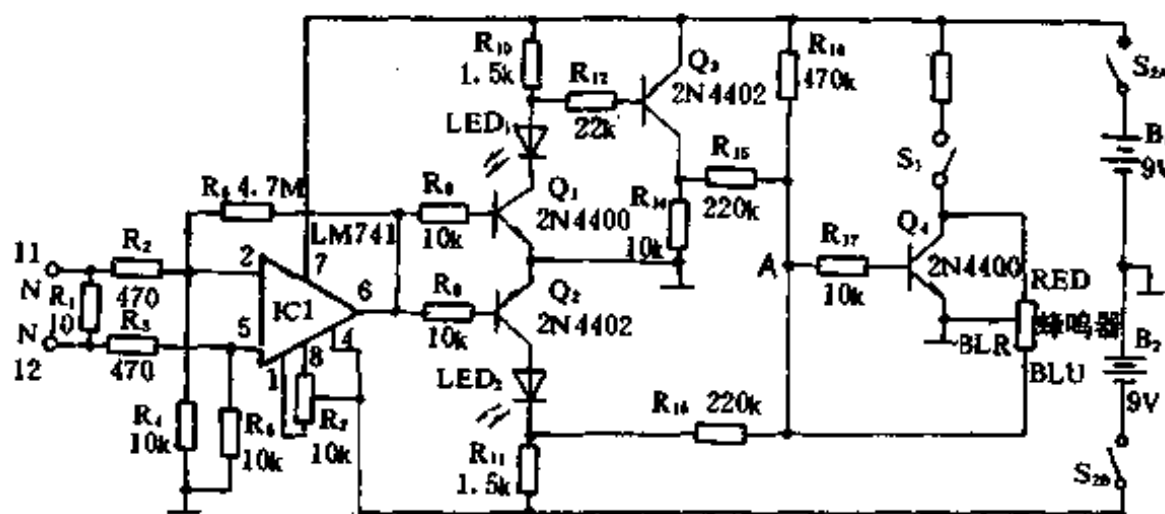 R₁₀
1.5k
R₁₂
22k
Q₃
2N4402
R₁₈
470k
S₂ₐ
B₁
9V
LED₁
R₁₅
220k
S₁
R₆ 4.7M
R₈
10k
Q₁
2N4400
R₁₄
10k
LM741
11
N
R₂
470
R₁
10
2
7
IC1
6
5
1
8
4
R₉
10k
Q₂
2N4402
A
R₁₇
10k
Q₄
2N4400
RED
蜂鸣器
BLR
BLU
B₂
9V
N
12
R₃
470
R₄
10k
10k
10k
LED₂
R₁₁
1.5k
220k
S₂B